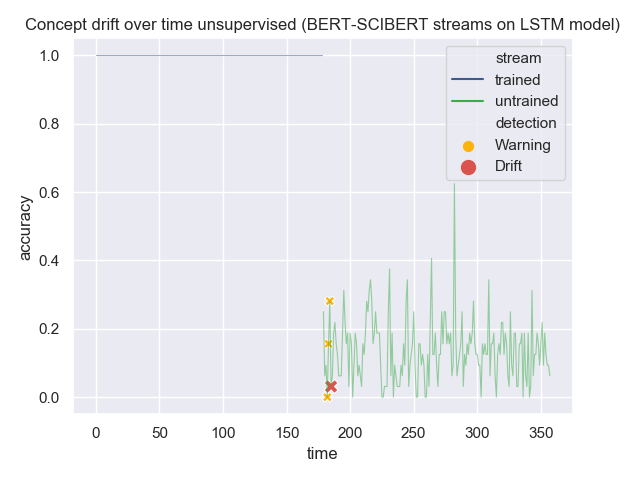 Concept drift over time unsupervised (BERT-SCIBERT streams on LSTM model)
stream
trained
untrained
detection
Warning
Drift
1.0
0.8
0.6
0.4
0.2
0.0
accuracy
0 50 100 150 200 250 300 350
time